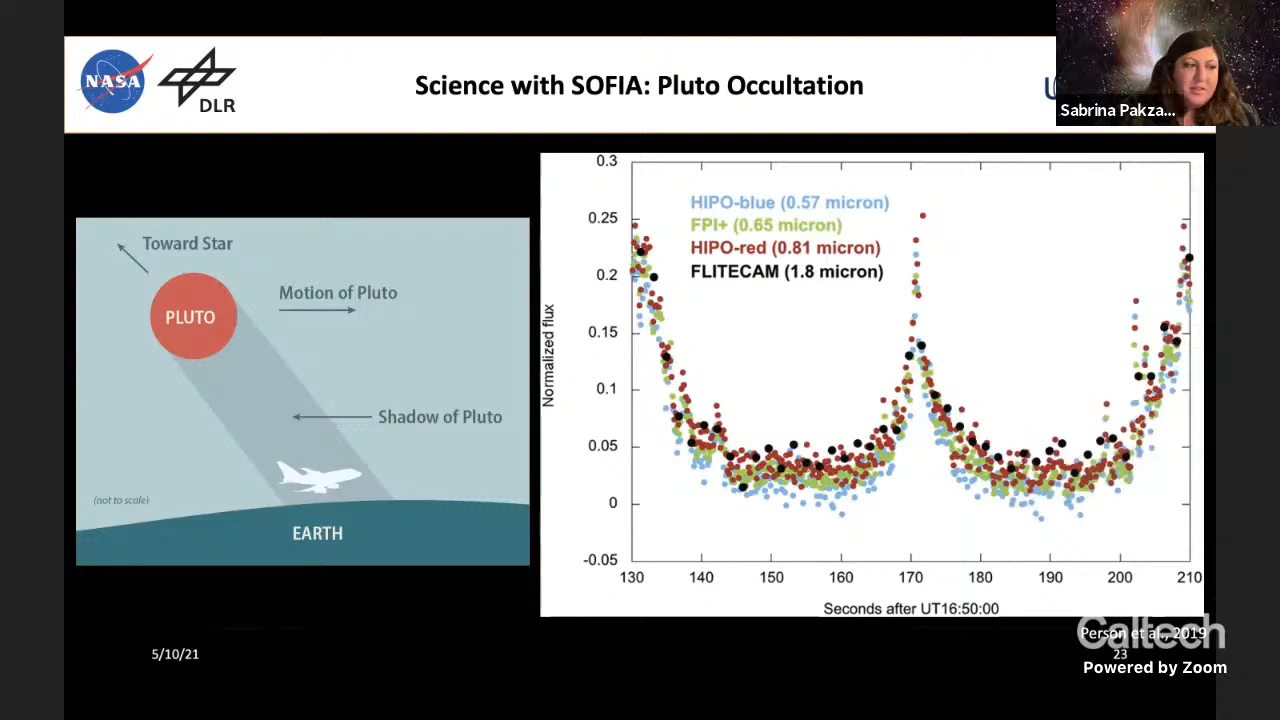 NASA
DLR
Science with SOFIA: Pluto Occultation
Sabrina Pakza...
Toward Star
PLUTO
Motion of Pluto
Shadow of Pluto
(not to scale)
EARTH
0.3
0.25
0.2
0.15
0.1
0.05
0
-0.05
Normalized flux
HIPO-blue (0.57 micron)
FPI+ (0.65 micron)
HIPO-red (0.81 micron)
FLITECAM (1.8 micron)
130 140 150 160 170 180 190 200 210
Seconds after UT16:50:00
Caltech
Person et al., 2019
5/10/21
23
Powered by Zoom